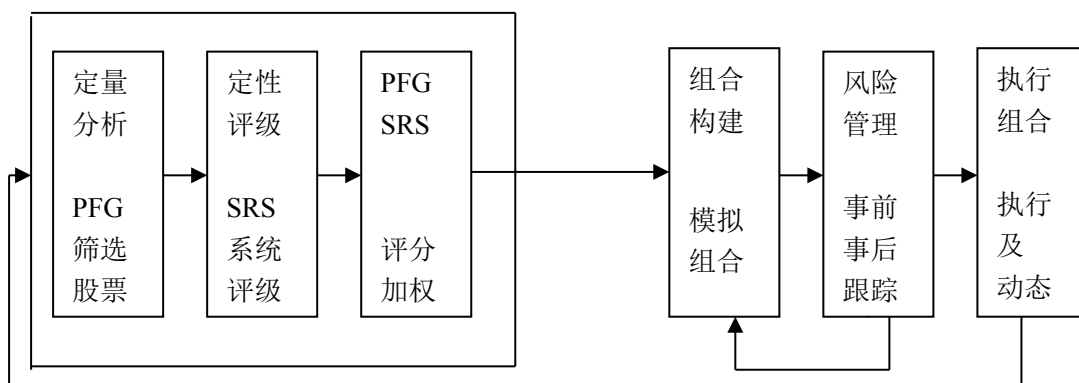 定量
分析
PFG
筛选
股票
定性
评级
SRS
系统
评级
PFG
SRS
评分
加权
组合
构建
模拟
组合
风险
管理
事前
事后
跟踪
执行
组合
执行
及
动态